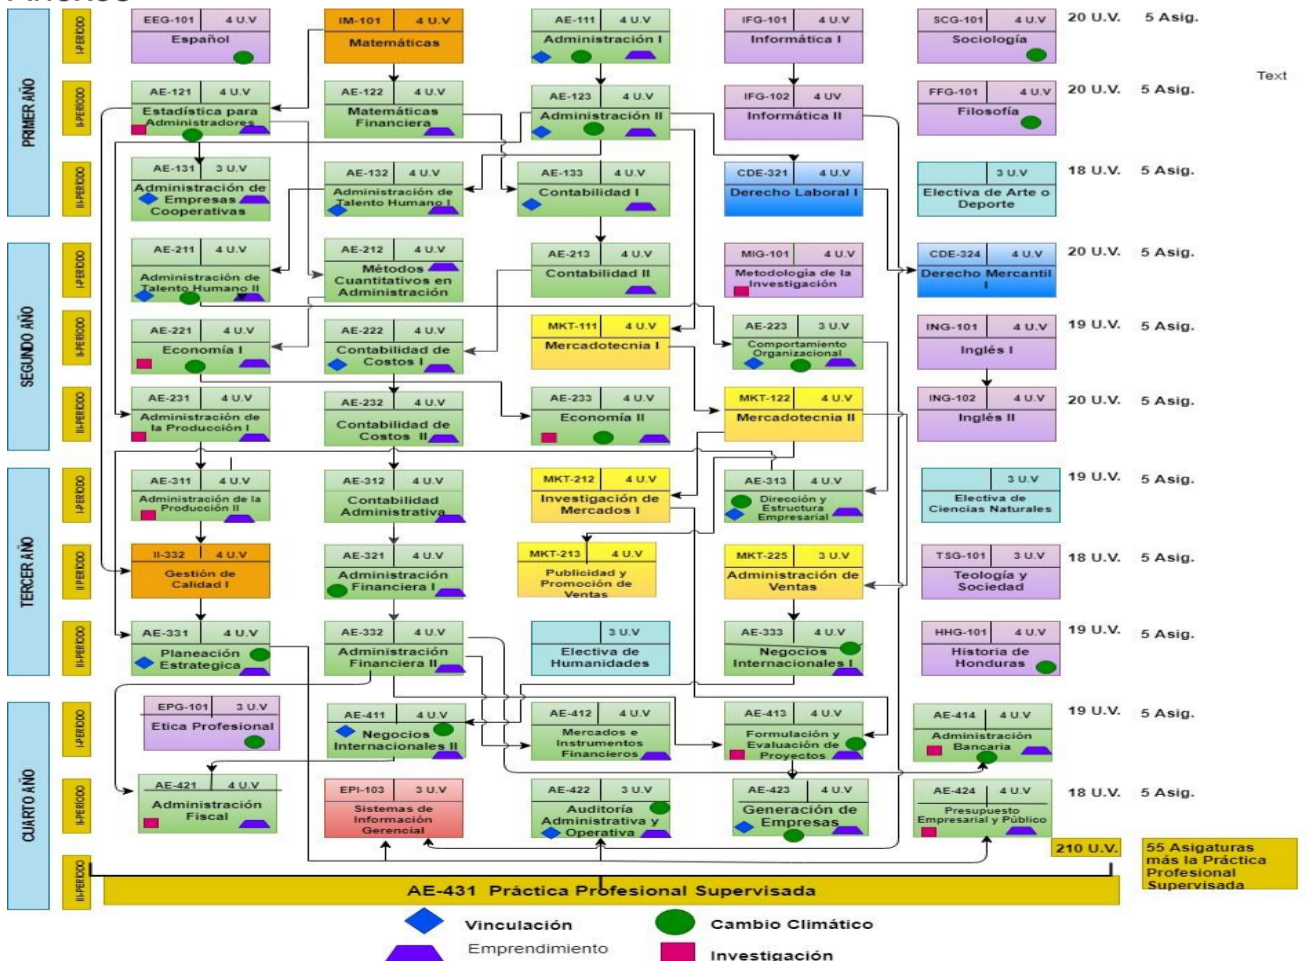 PRIMER AÑO
I-PERÍODO
EEG-101 4 U.V
Español
IM-101 4 U.V
Matemáticas
AE-111 4 U.V
Administración I
IFG-101 4 U.V
Informática I
SCG-101 4 U.V
Sociología
20 U.V. 5 Asig.
Text
II-PERÍODO
AE-121 4 U.V
Estadística para
Administradores
AE-122 4 U.V
Matemáticas
Financiera
AE-123 4 U.V
Administración II
IFG-102 4 UV
Informática II
FFG-101 4 U.V
Filosofía
20 U.V. 5 Asig.
III-PERÍODO
AE-131 3 U.V
Administración de
Empresas
Cooperativas
AE-132 4 U.V
Administración de
Talento Humano I
AE-133 4 U.V
Contabilidad I
CDE-321 4 U.V
Derecho Laboral I
3 U.V
Electiva de Arte o
Deporte
18 U.V. 5 Asig.
SEGUNDO AÑO
I-PERÍODO
AE-211 4 U.V
Administración de
Talento Humano II
AE-212 4 U.V
Métodos
Cuantitativos en
Administración
AE-213 4 U.V
Contabilidad II
MIG-101 4 U.V
Metodología de la
Investigación
CDE-324 4 U.V
Derecho Mercantil
I
20 U.V. 5 Asig.
II-PERÍODO
AE-221 4 U.V
Economía I
AE-222 4 U.V
Contabilidad de
Costos I
MKT-111 4 U.V
Mercadotecnia I
AE-223 3 U.V
Comportamiento
Organizacional
ING-101 4 U.V
Inglés I
19 U.V. 5 Asig.
III-PERÍODO
AE-231 4 U.V
Administración de
la Producción I
AE-232 4 U.V
Contabilidad de
Costos II
AE-233 4 U.V
Economía II
MKT-122 4 U.V
Mercadotecnia II
ING-102 4 U.V
Inglés II
20 U.V. 5 Asig.
TERCER AÑO
I-PERÍODO
AE-311 4 U.V
Administración de la
Producción II
AE-312 4 U.V
Contabilidad
Administrativa
MKT-212 4 U.V
Investigación de
Mercados I
AE-313 4 U.V
Dirección y
Estructura
Empresarial
3 U.V
Electiva de
Ciencias Naturales
19 U.V. 5 Asig.
II PERÍODO
II-332 4 U.V
Gestión de
Calidad I
AE-321 4 U.V
Administración
Financiera I
MKT-213 4 U.V
Publicidad y
Promoción de
Ventas
MKT-225 3 U.V
Administración de
Ventas
TSG-101 3 U.V
Teología y
Sociedad
18 U.V. 5 Asig.
III-PERÍODO
AE-331 4 U.V
Planeación
Estrategica
AE-332 4 U.V
Administración
Financiera II
3 U.V
Electiva de
Humanidades
AE-333 4 U.V
Negocios
Internacionales I
HHG-101 4 U.V
Historia de
Honduras
19 U.V. 5 Asig.
CUARTO AÑO
I-PERÍODO
EPG-101 3 U.V
Etica Profesional
AE-411 4 U.V
Negocios
Internacionales II
AE-412 4 U.V
Mercados e
Instrumentos
Financieros
AE-413 4 U.V
Formulación y
Evaluación de
Proyectos
AE-414 4 U.V
Administración
Bancaria
19 U.V. 5 Asig.
II-PERÍODO
AE-421 4 U.V
Administración
Fiscal
EPI-103 3 U.V
Sistemas de
Información
Gerencial
AE-422 3 U.V
Auditoría
Administrativa y
Operativa
AE-423 4 U.V
Generación de
Empresas
AE-424 4 U.V
Presupuesto
Empresarial y Público
18 U.V. 5 Asig.
210 U.V.
55 Asigaturas
más la Práctica
Profesional
Supervisada
III-PERÍODO
AE-431 Práctica Profesional Supervisada
Vinculación
Cambio Climático
Emprendimiento
Investigación